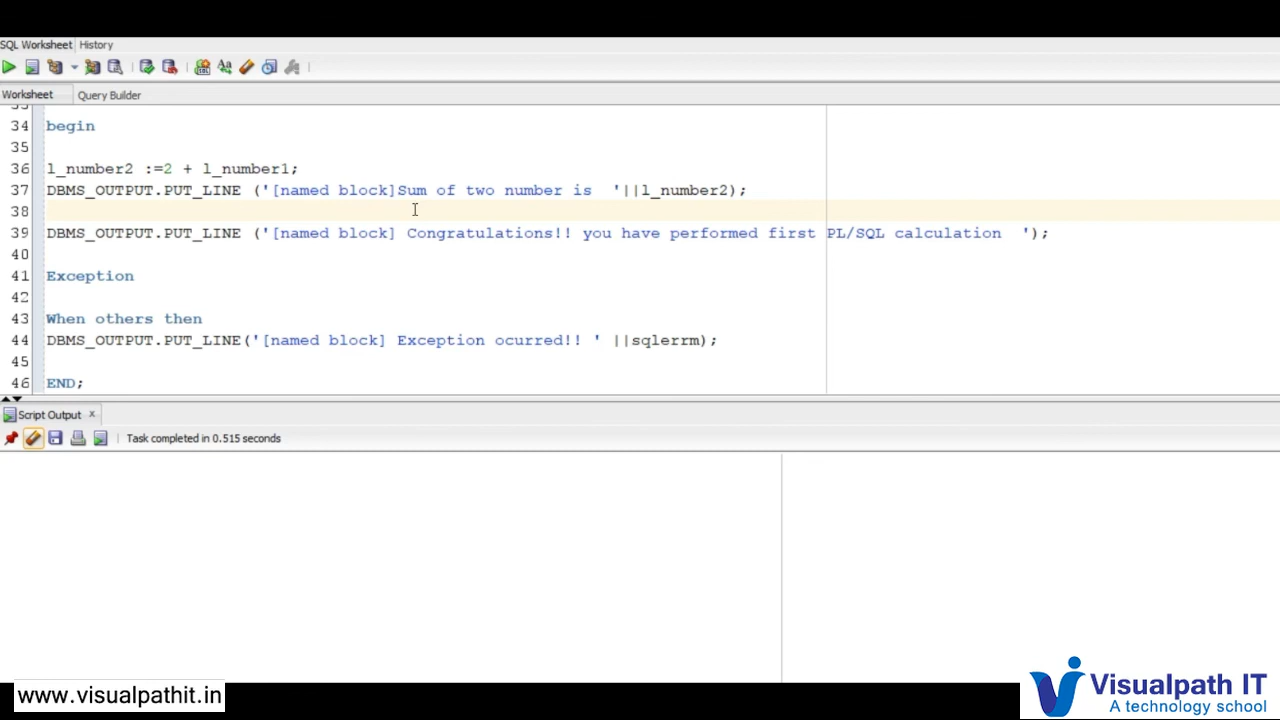 SQL Worksheet History
Worksheet Query Builder
33
34 begin
35
36 l_number2 :=2 + l_number1;
37 DBMS_OUTPUT.PUT_LINE ('[named block]Sum of two number is  '||l_number2);
38
39 DBMS_OUTPUT.PUT_LINE ('[named block] Congratulations!! you have performed first PL/SQL calculation  ');
40
41 Exception
42
43 When others then
44 DBMS_OUTPUT.PUT_LINE('[named block] Exception ocurred!! ' ||sqlerrm);
45
46 END;
Script Output x
Task completed in 0.515 seconds
www.visualpathit.in
Visualpath IT
A technology school